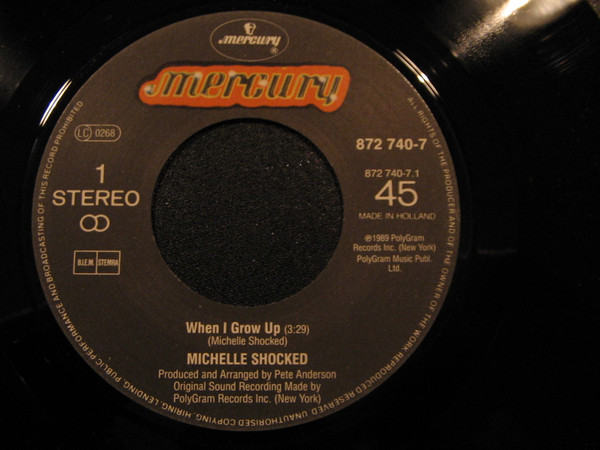 mercury
mercury
LC 0268
1
STEREO
B.I.E.M. STEMRA
872 740-7
872 740-7.1
45
MADE IN HOLLAND
℗1989 PolyGram
Records Inc. (New York)
PolyGram Music Publ.
Ltd.
When I Grow Up (3:29)
(Michelle Shocked)
MICHELLE SHOCKED
Produced and Arranged by Pete Anderson
Original Sound Recording Made by
PolyGram Records Inc. (New York)
ALL RIGHTS OF THE PRODUCER AND OF THE OWNER OF THE WORK REPRODUCED RESERVED. UNAUTHORISED COPYING, HIRING, LENDING, PUBLIC PERFORMANCE AND BROADCASTING OF THIS RECORD PROHIBITED